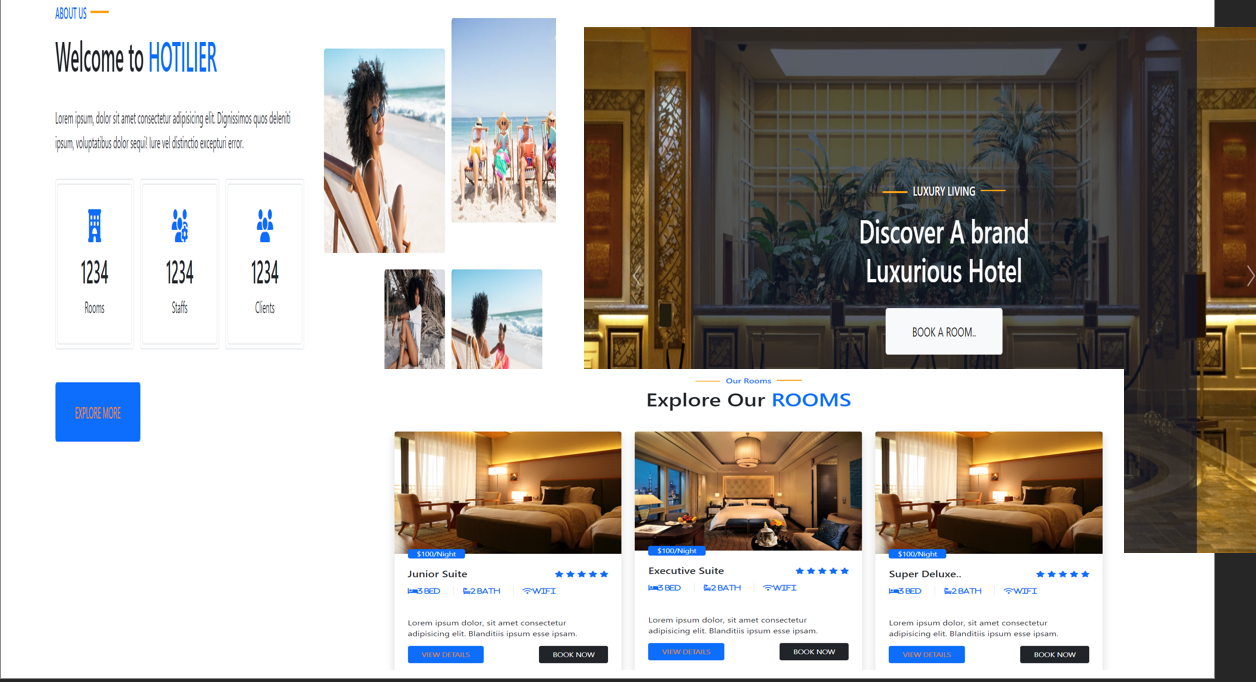 ABOUT US
Welcome to HOTILIER
Lorem ipsum, dolor sit amet consectetur adipisicing elit. Dignissimos quos deleniti
ipsum, voluptatibus dolor sequi! Iure vel distinctio excepturi error.
1234
Rooms
1234
Staffs
1234
Clients
EXPLORE MORE
LUXURY LIVING
Discover A brand
Luxurious Hotel
BOOK A ROOM..
Our Rooms
Explore Our ROOMS
$100/Night
Junior Suite
3 BED
2 BATH
WIFI
Lorem ipsum dolor, sit amet consectetur
adipisicing elit. Blanditiis ipsum esse ipsam.
VIEW DETAILS
BOOK NOW
$100/Night
Executive Suite
3 BED
2 BATH
WIFI
Lorem ipsum dolor, sit amet consectetur
adipisicing elit. Blanditiis ipsum esse ipsam.
VIEW DETAILS
BOOK NOW
$100/Night
Super Deluxe..
3 BED
2 BATH
WIFI
Lorem ipsum dolor, sit amet consectetur
adipisicing elit. Blanditiis ipsum esse ipsam.
VIEW DETAILS
BOOK NOW